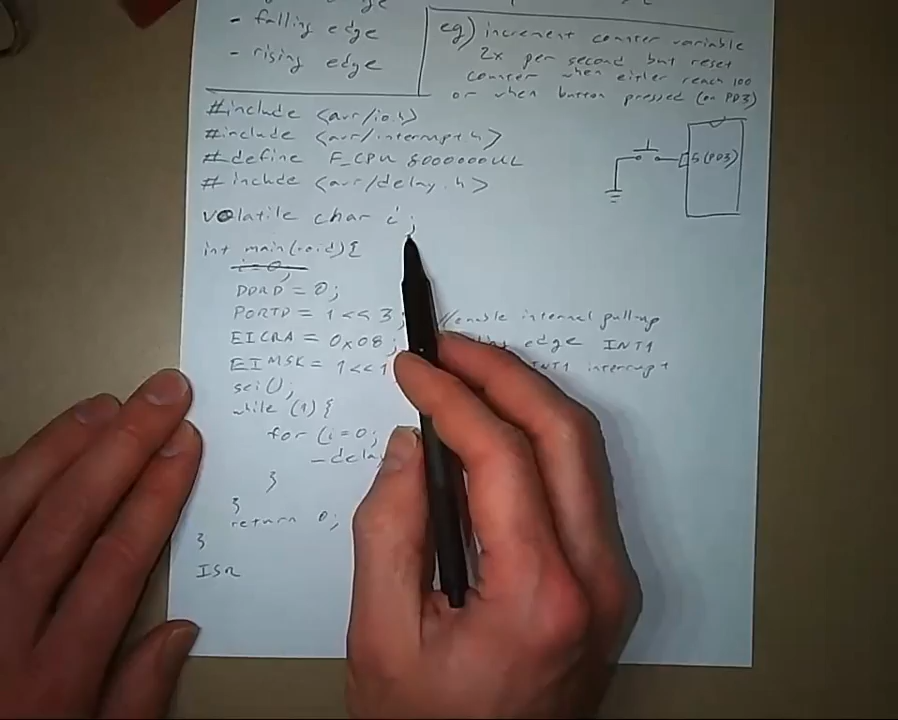 - falling edge
- rising edge
eg) increment counter variable
2x per second but reset
counter when either reach 100
or when button pressed (on PD3)
#include <avr/io.h>
#include <avr/interrupt.h>
#define F_CPU 8000000UL
#include <avr/delay.h>
5(PD3)
volatile char i;
int main(void){
i=0;
DDRD = 0;
PORTD = 1<<3; //enable internal pull-up
EICRA = 0x08; edge INT1
EIMSK = 1<<1 INT1 interrupt
sei();
while (1){
for (i=0;
_delay
}
}
return 0;
}
ISR